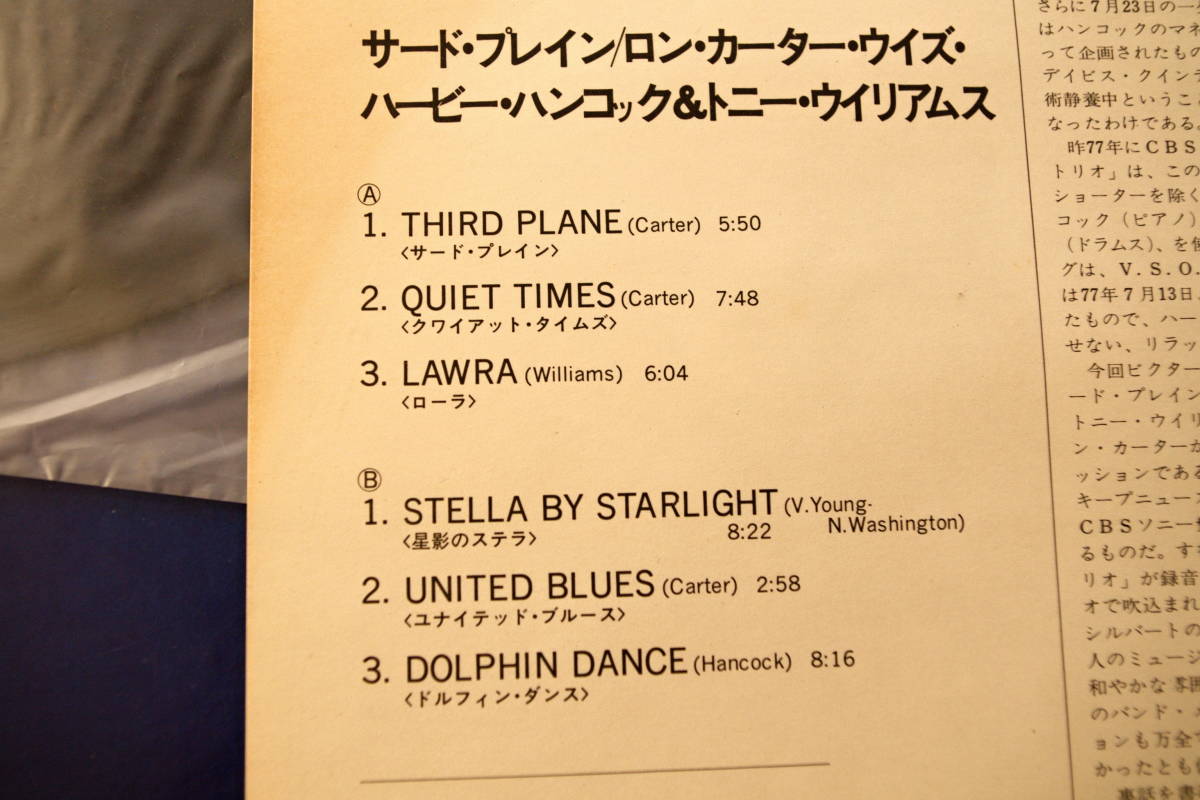 サード・プレイン/ロン・カーター・ウイズ・
ハービー・ハンコック&トニー・ウイリアムス
Ⓐ
1. THIRD PLANE (Carter) 5:50
〈サード・プレイン〉
2. QUIET TIMES (Carter) 7:48
〈クワイアット・タイムズ〉
3. LAWRA (Williams) 6:04
〈ローラ〉
Ⓑ
1. STELLA BY STARLIGHT (V.Young-
N.Washington)
〈星影のステラ〉 8:22
2. UNITED BLUES (Carter) 2:58
〈ユナイテッド・ブルース〉
3. DOLPHIN DANCE (Hancock) 8:16
〈ドルフィン・ダンス〉
さらに7月23日の一
はハンコックのマネ
って企画されたもの
デイビス・クインテ
術静養中というこ
なったわけである。
昨77年にCBS
トリオ」は、この
ショーターを除く
コック（ピアノ）
（ドラムス）、を
グは、V.S.O.
は77年7月13日
たもので、ハー
せない、リラッ
今回ビクター
ード・プレイン
トニー・ウイリ
ン・カーターが
ッションである
キープニュー
CBSソニー
るものだ。す
リオ」が録音
オで吹込まれ
シルバートの
人のミュージ
和やかな雰囲
のバンド・
ョンも万全で
かったとも
裏話を書